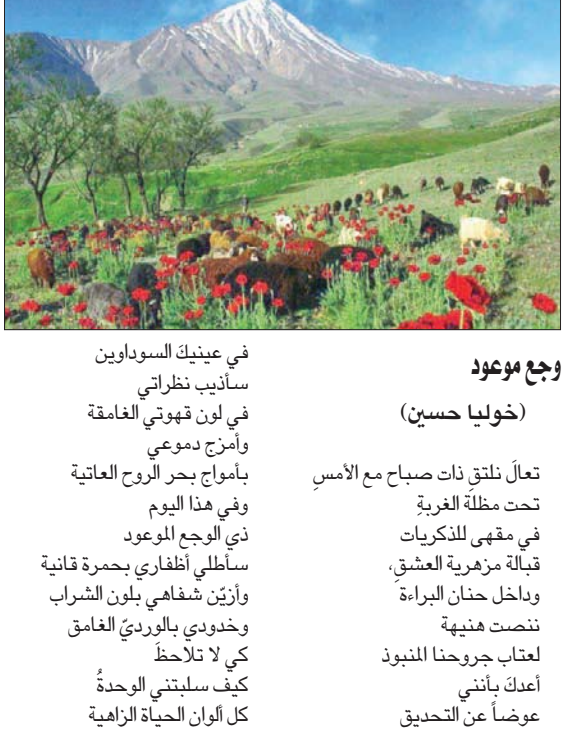 وجع موعود
(خوليا حسين)
تعالَ نلتقِ ذات صباح مع الأمسِ
تحت مظلة الغربةِ
في مقهى للذكريات
قبالة مزهرية العشقِ،
وداخل حنان البراءة
ننصت هنيهة
لعتاب جروحنا المنبوذ
أعدكَ بأنني
عوضاً عن التحديق
في عينيكَ السوداوين
سأذيب نظراتي
في لون قهوتي الغامقة
وأمزج دموعي
بأمواج بحر الروح العاتية
وفي هذا اليوم
ذي الوجع الموعود
سأطلي أظفاري بحمرة قانية
وأزيّن شفاهي بلون الشراب
وخدودي بالورديّ الغامق
كي لا تلاحظَ
كيف سلبتني الوحدةُ
كل ألوان الحياة الزاهية